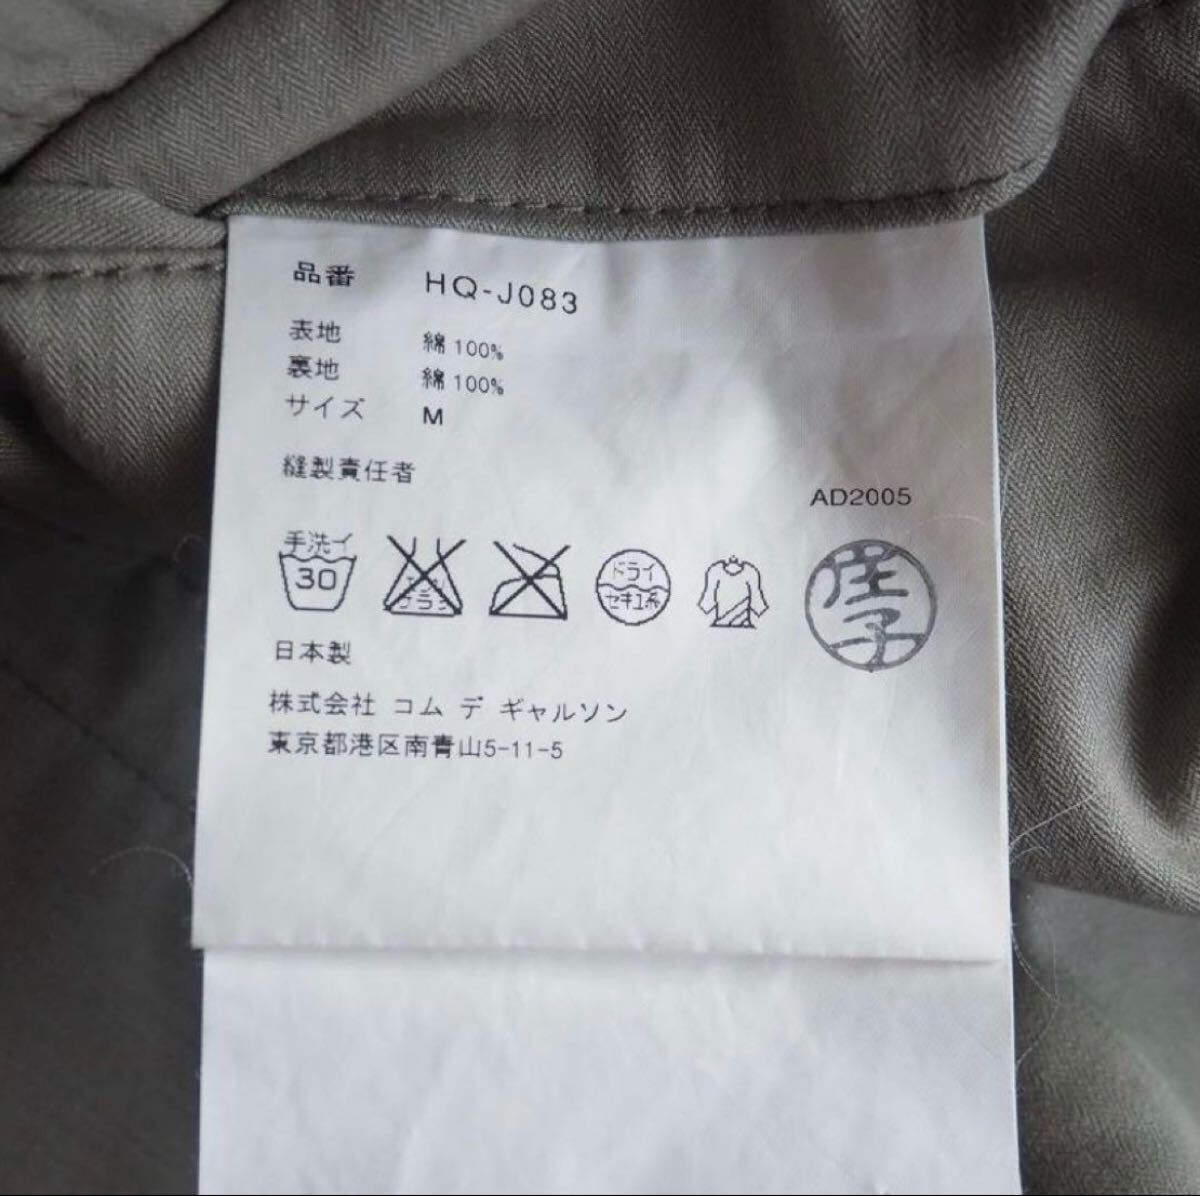 品番 HQ-J083
表地 綿 100%
裏地 綿 100%
サイズ M
縫製責任者
AD2005
手洗イ
30
ドライ
セキユ系
日本製
株式会社 コム デ ギャルソン
東京都港区南青山5-11-5